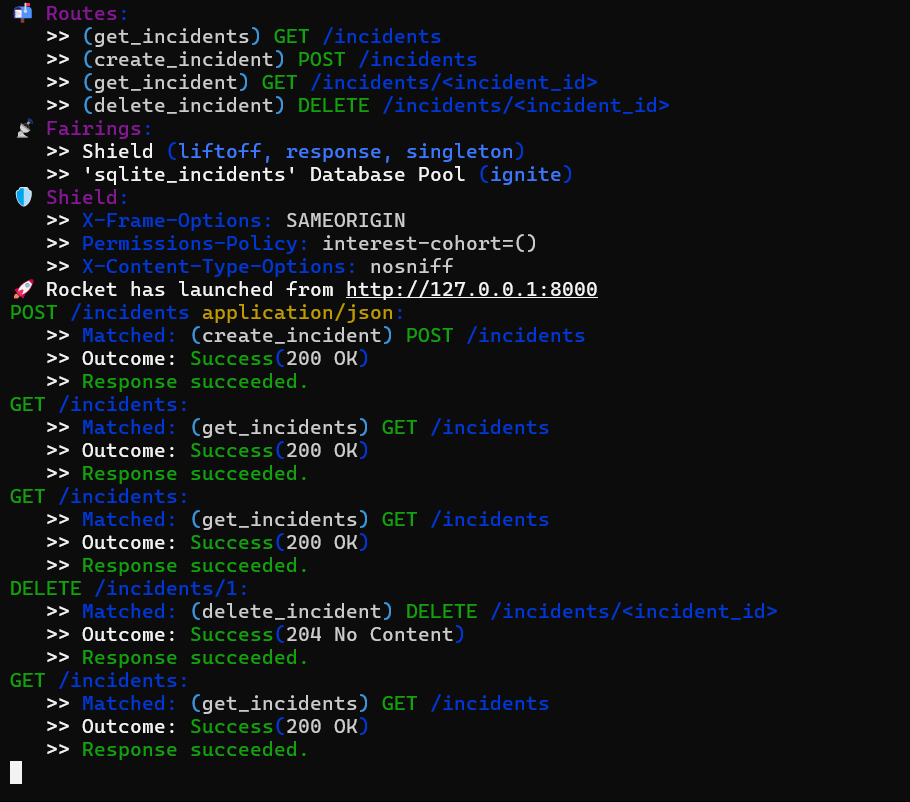 📬 Routes:
   >> (get_incidents) GET /incidents
   >> (create_incident) POST /incidents
   >> (get_incident) GET /incidents/<incident_id>
   >> (delete_incident) DELETE /incidents/<incident_id>
📡 Fairings:
   >> Shield (liftoff, response, singleton)
   >> 'sqlite_incidents' Database Pool (ignite)
🛡️ Shield:
   >> X-Frame-Options: SAMEORIGIN
   >> Permissions-Policy: interest-cohort=()
   >> X-Content-Type-Options: nosniff
🚀 Rocket has launched from http://127.0.0.1:8000
POST /incidents application/json:
   >> Matched: (create_incident) POST /incidents
   >> Outcome: Success(200 OK)
   >> Response succeeded.
GET /incidents:
   >> Matched: (get_incidents) GET /incidents
   >> Outcome: Success(200 OK)
   >> Response succeeded.
GET /incidents:
   >> Matched: (get_incidents) GET /incidents
   >> Outcome: Success(200 OK)
   >> Response succeeded.
DELETE /incidents/1:
   >> Matched: (delete_incident) DELETE /incidents/<incident_id>
   >> Outcome: Success(204 No Content)
   >> Response succeeded.
GET /incidents:
   >> Matched: (get_incidents) GET /incidents
   >> Outcome: Success(200 OK)
   >> Response succeeded.